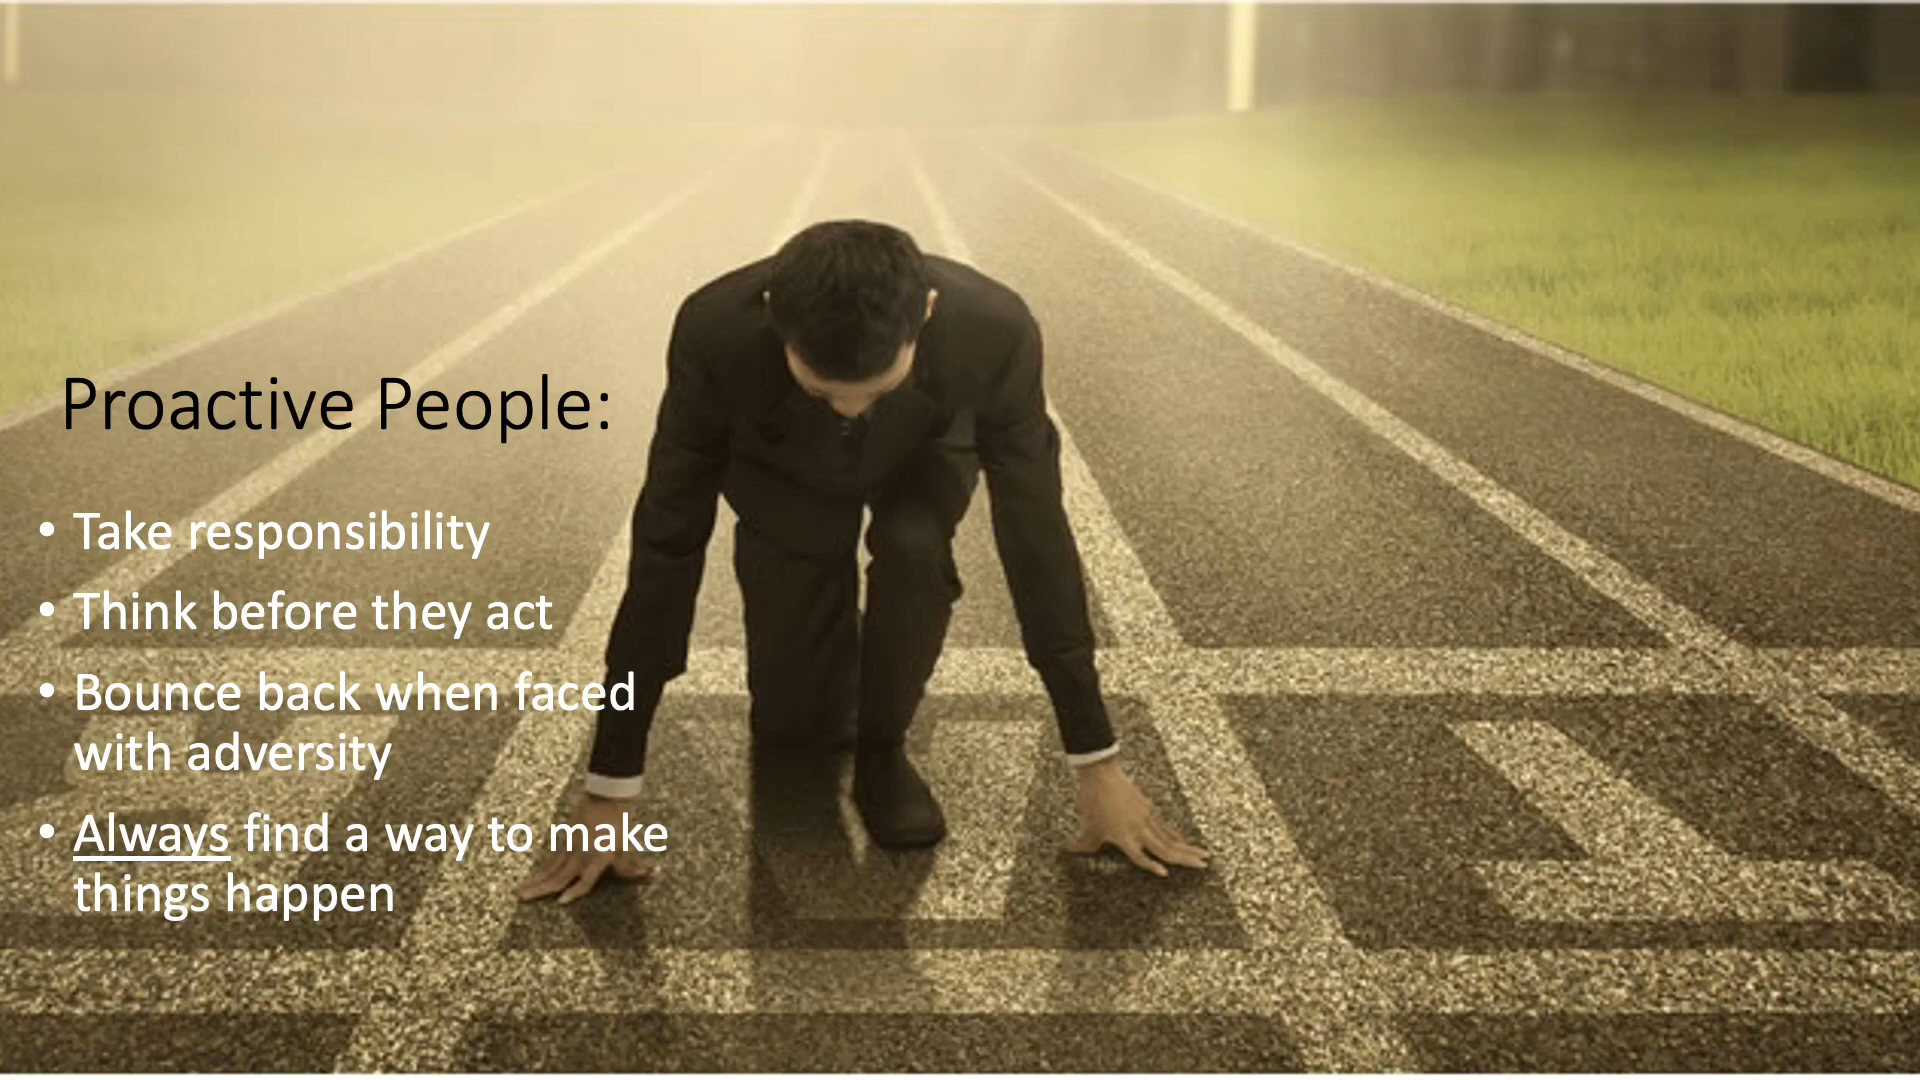 Proactive People:
• Take responsibility
• Think before they act
• Bounce back when faced
with adversity
• Always find a way to make
things happen